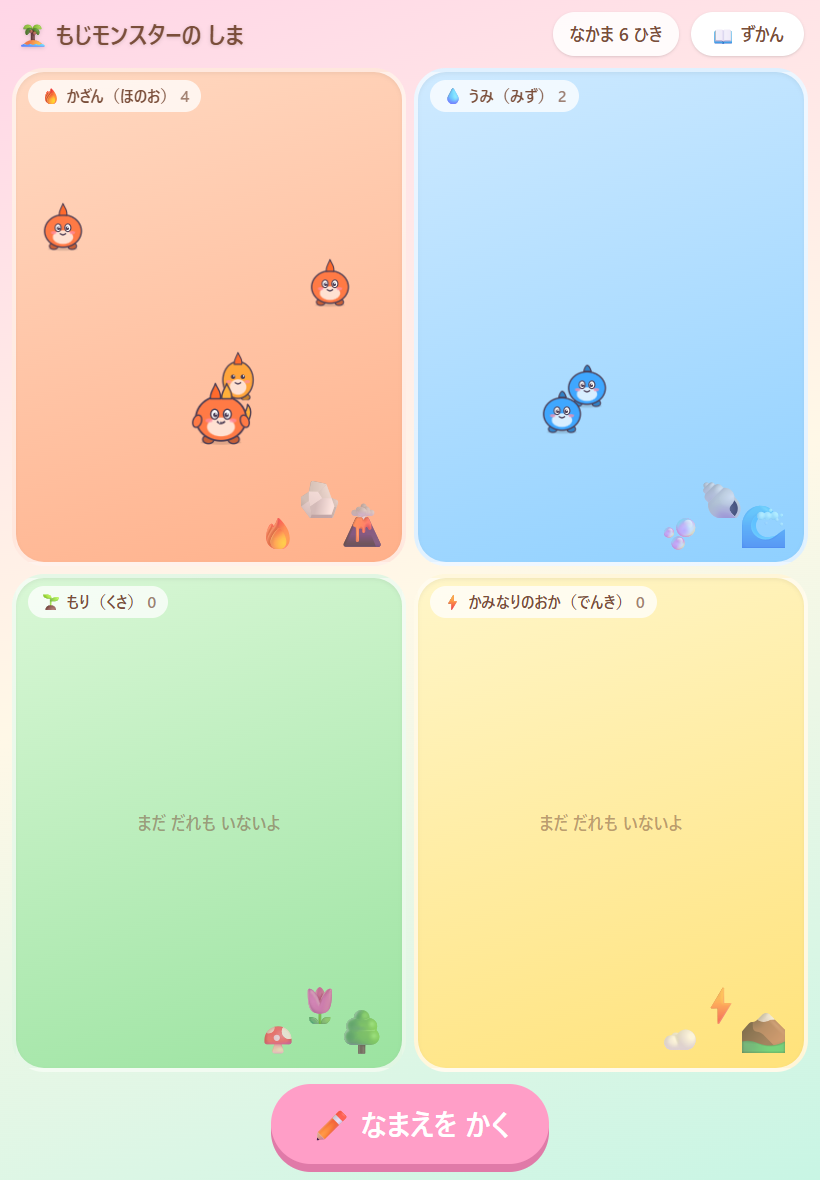 もじモンスターの しま
なかま 6 ひき
ずかん
かざん（ほのお） 4
うみ（みず） 2
もり（くさ） 0
かみなりのおか（でんき） 0
まだ だれも いないよ
まだ だれも いないよ
なまえを かく